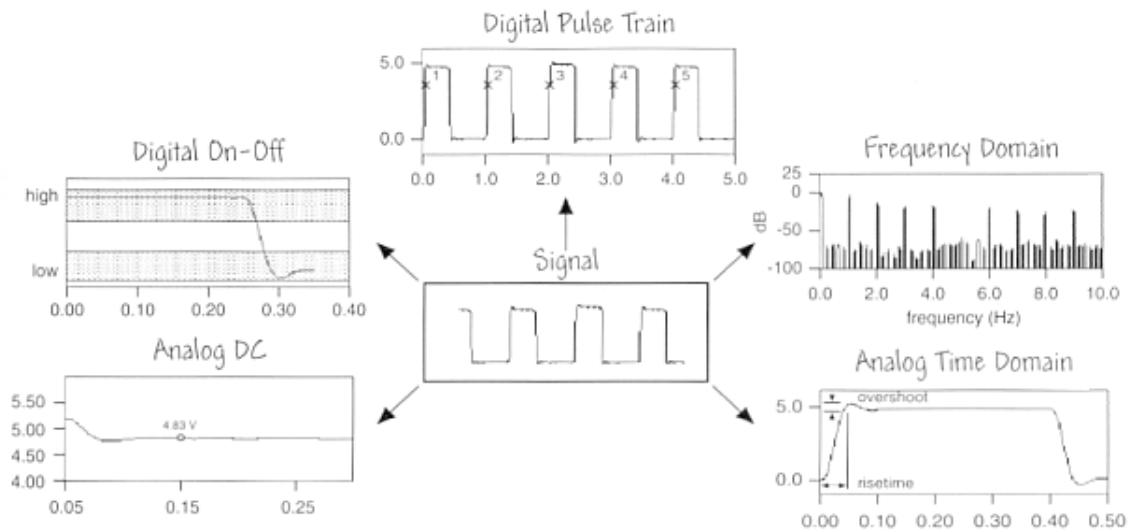 Digital Pulse Train
5.0
0.0
1 2 3 4 5
0.0 1.0 2.0 3.0 4.0 5.0
Digital On-Off
high
low
0.00 0.10 0.20 0.30 0.40
Frequency Domain
25
0
-50
-100
dB
0.0 2.0 4.0 6.0 8.0 10.0
frequency (Hz)
Signal
Analog DC
5.50
5.00
4.50
4.00
4.83 V
0.05 0.15 0.25
Analog Time Domain
5.0
0.0
overshoot
risetime
0.00 0.10 0.20 0.30 0.40 0.50